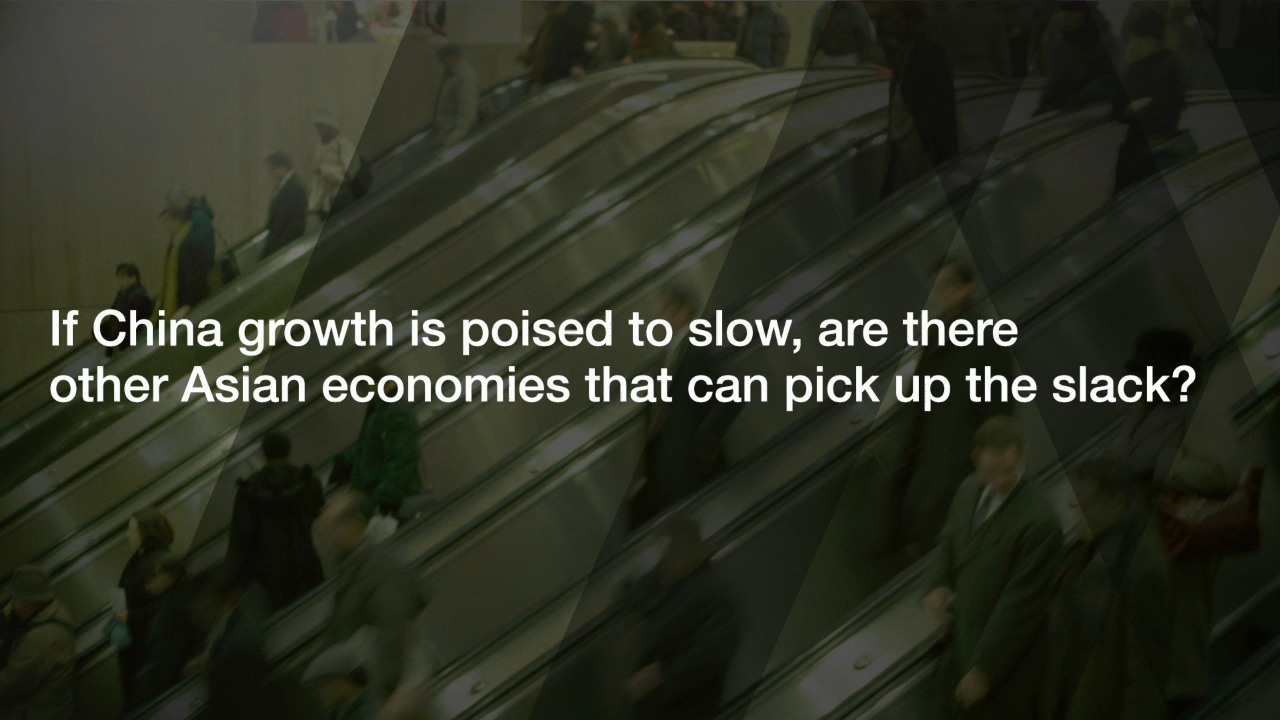 If China growth is poised to slow, are there
other Asian economies that can pick up the slack?